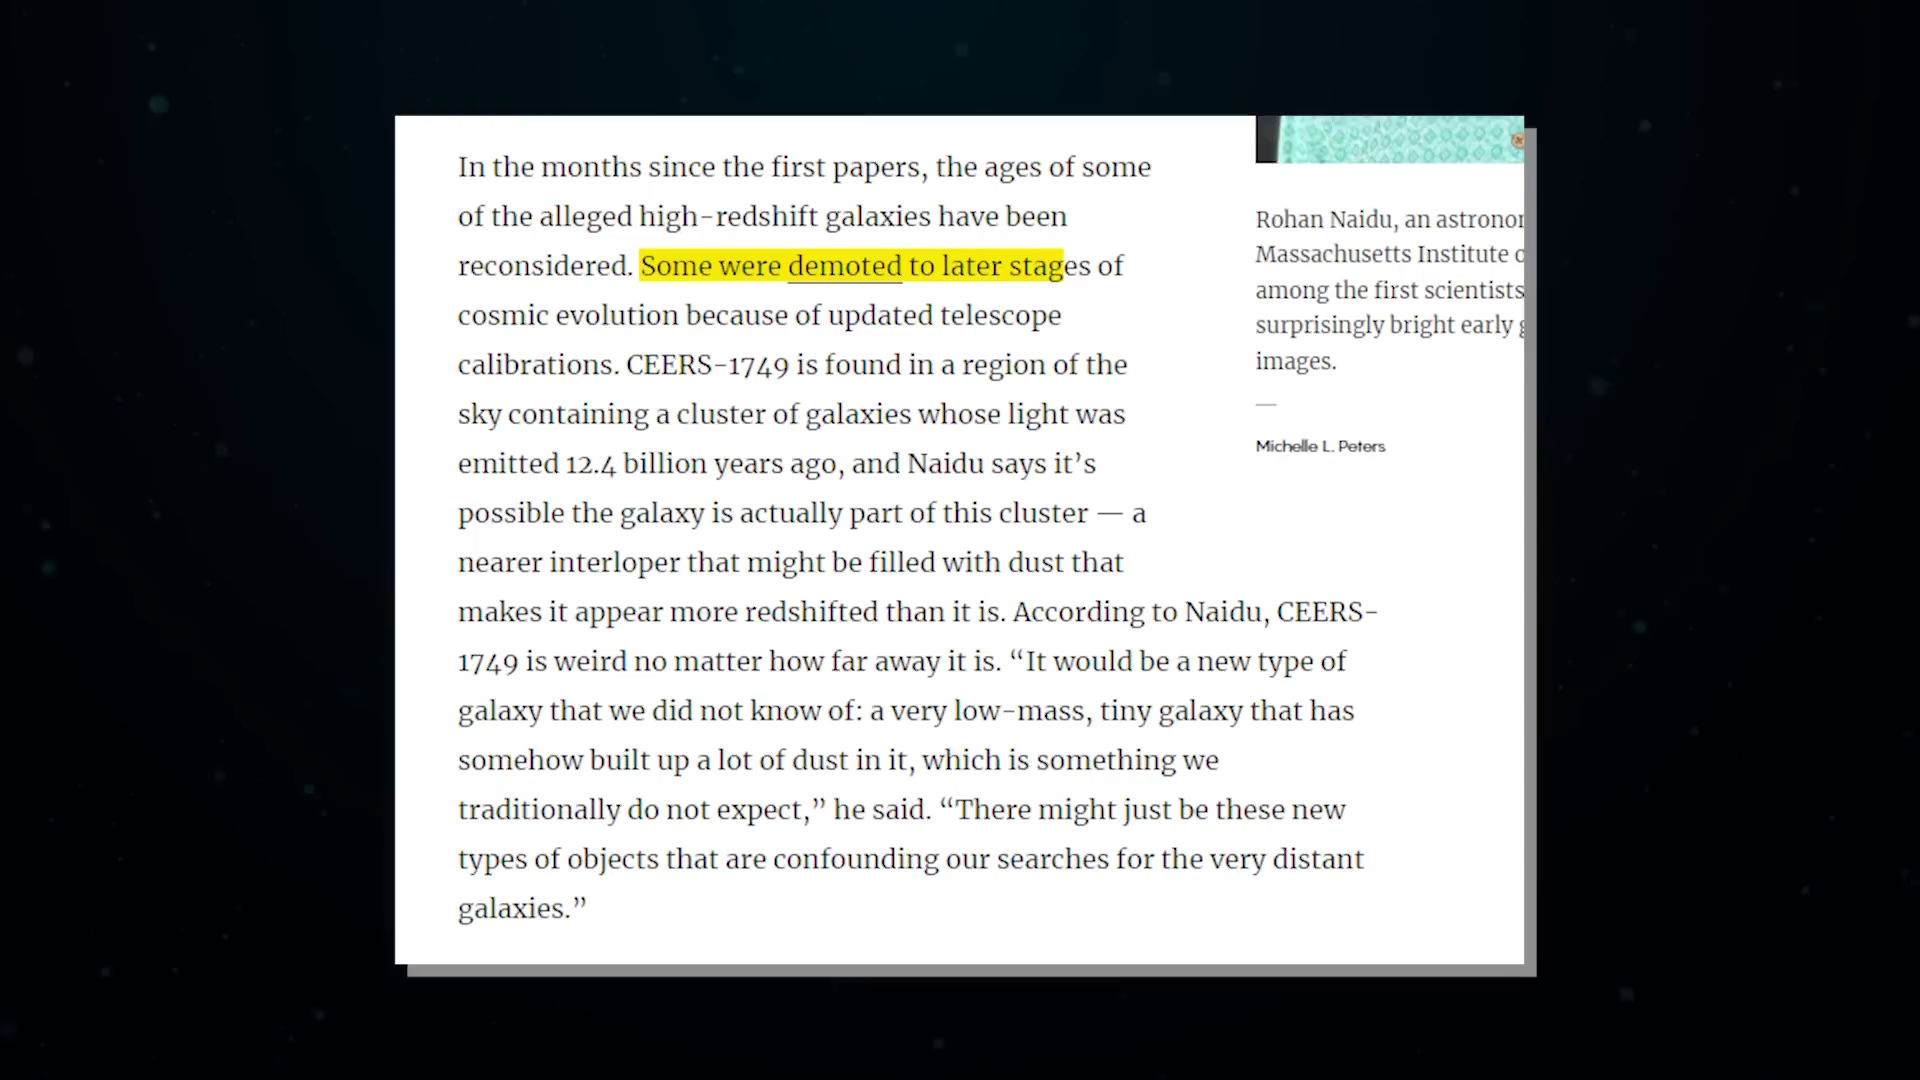 In the months since the first papers, the ages of some
of the alleged high-redshift galaxies have been
reconsidered. Some were demoted to later stages of
cosmic evolution because of updated telescope
calibrations. CEERS-1749 is found in a region of the
sky containing a cluster of galaxies whose light was
emitted 12.4 billion years ago, and Naidu says it’s
possible the galaxy is actually part of this cluster — a
nearer interloper that might be filled with dust that
makes it appear more redshifted than it is. According to Naidu, CEERS-
1749 is weird no matter how far away it is. “It would be a new type of
galaxy that we did not know of: a very low-mass, tiny galaxy that has
somehow built up a lot of dust in it, which is something we
traditionally do not expect,” he said. “There might just be these new
types of objects that are confounding our searches for the very distant
galaxies.”
Rohan Naidu, an
Massachusetts Institute
among the first scientists
surprisingly bright early
images.
—
Michelle L. Peters